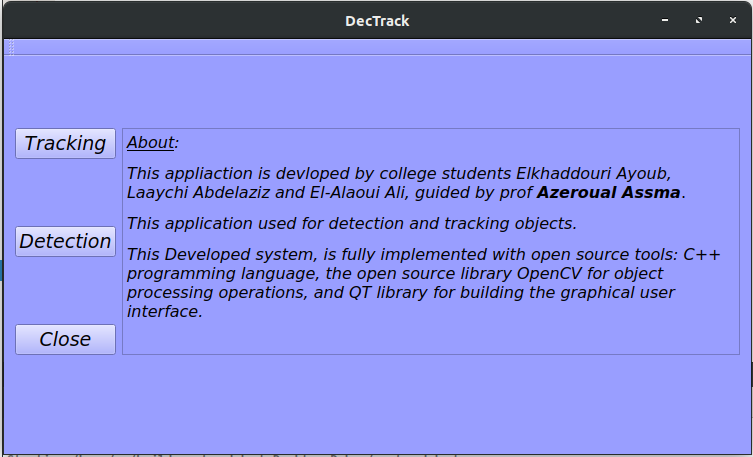 DecTrack
Tracking
Detection
Close
About:
This appliaction is devloped by college students Elkhaddouri Ayoub,
Laaychi Abdelaziz and El-Alaoui Ali, guided by prof Azeroual Assma.
This application used for detection and tracking objects.
This Developed system, is fully implemented with open source tools: C++
programming language, the open source library OpenCV for object
processing operations, and QT library for building the graphical user
interface.